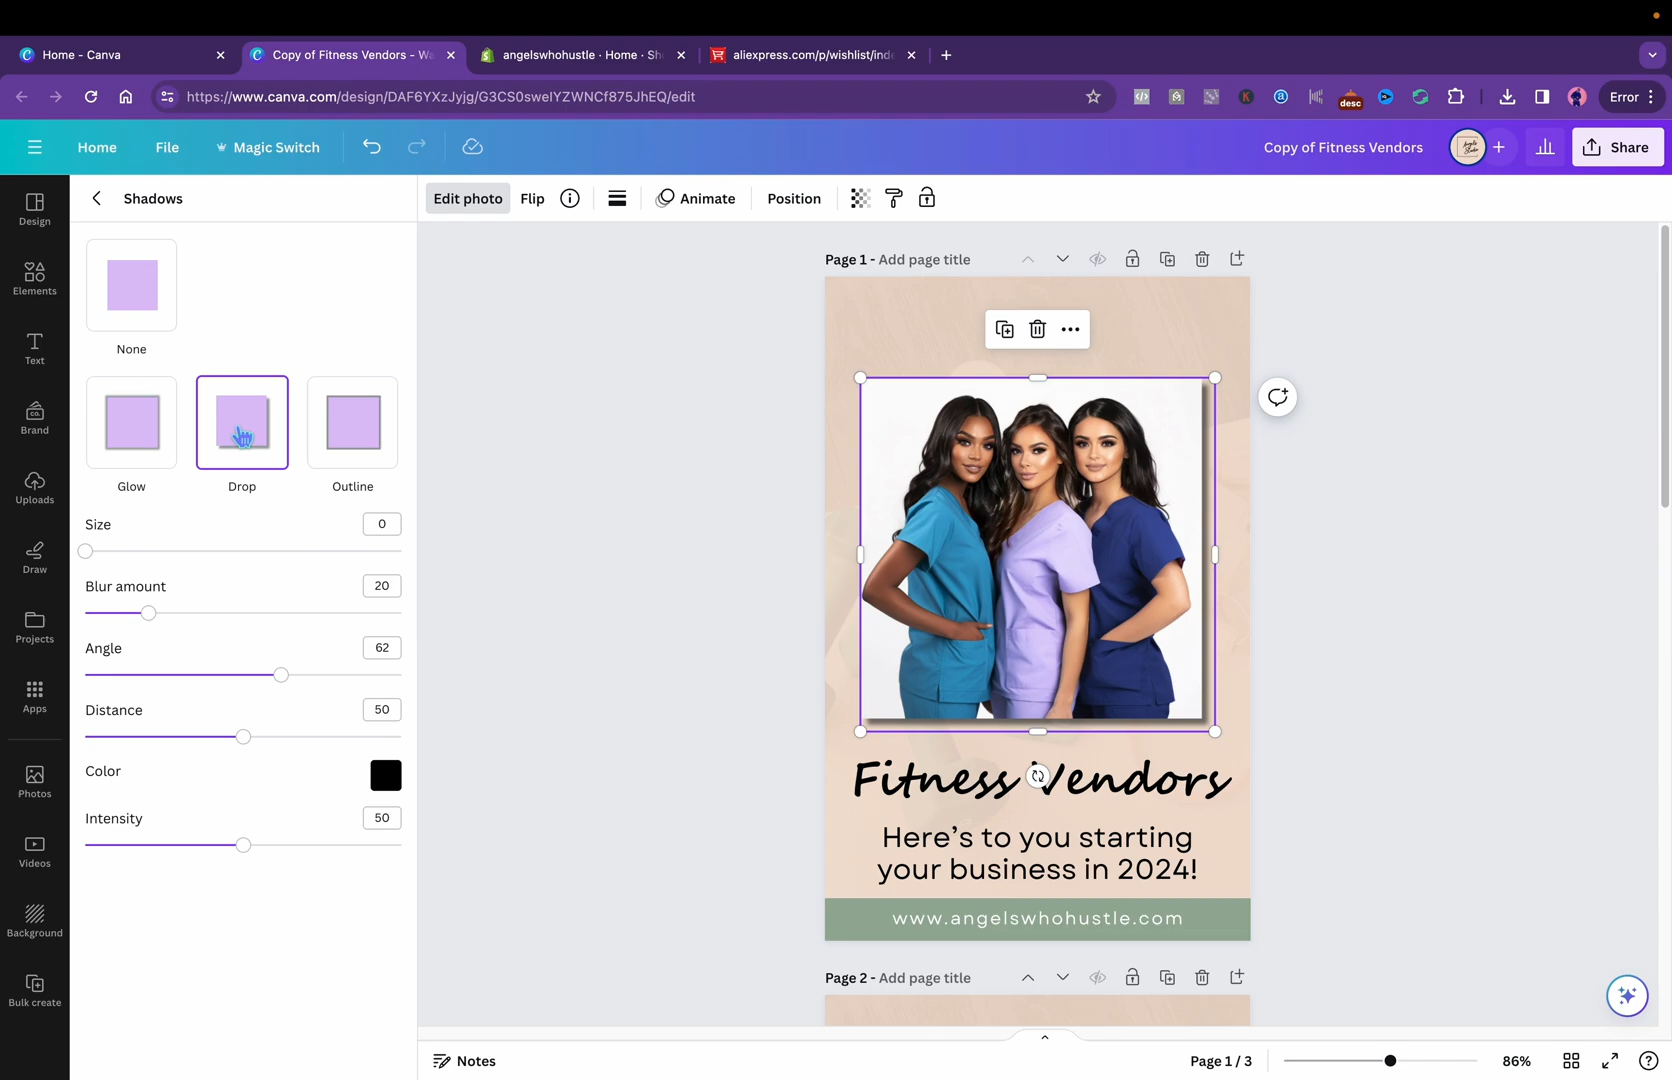 Home - Canva
Copy of Fitness Vendors - Wa
angelswhohustle · Home · Sh
aliexpress.com/p/wishlist/inde
https://www.canva.com/design/DAF6YXzJyjg/G3CS0sweIYZWNCf875JhEQ/edit
desc
Error
Home
File
Magic Switch
Copy of Fitness Vendors
Share
Design
Elements
Text
Brand
Uploads
Draw
Projects
Apps
Photos
Videos
Background
Bulk create
Shadows
None
Glow
Drop
Outline
Size
0
Blur amount
20
Angle
62
Distance
50
Color
Intensity
50
Edit photo
Flip
Animate
Position
Page 1 - Add page title
Fitness Vendors
Here's to you starting
your business in 2024!
www.angelswhohustle.com
Page 2 - Add page title
Notes
Page 1 / 3
86%